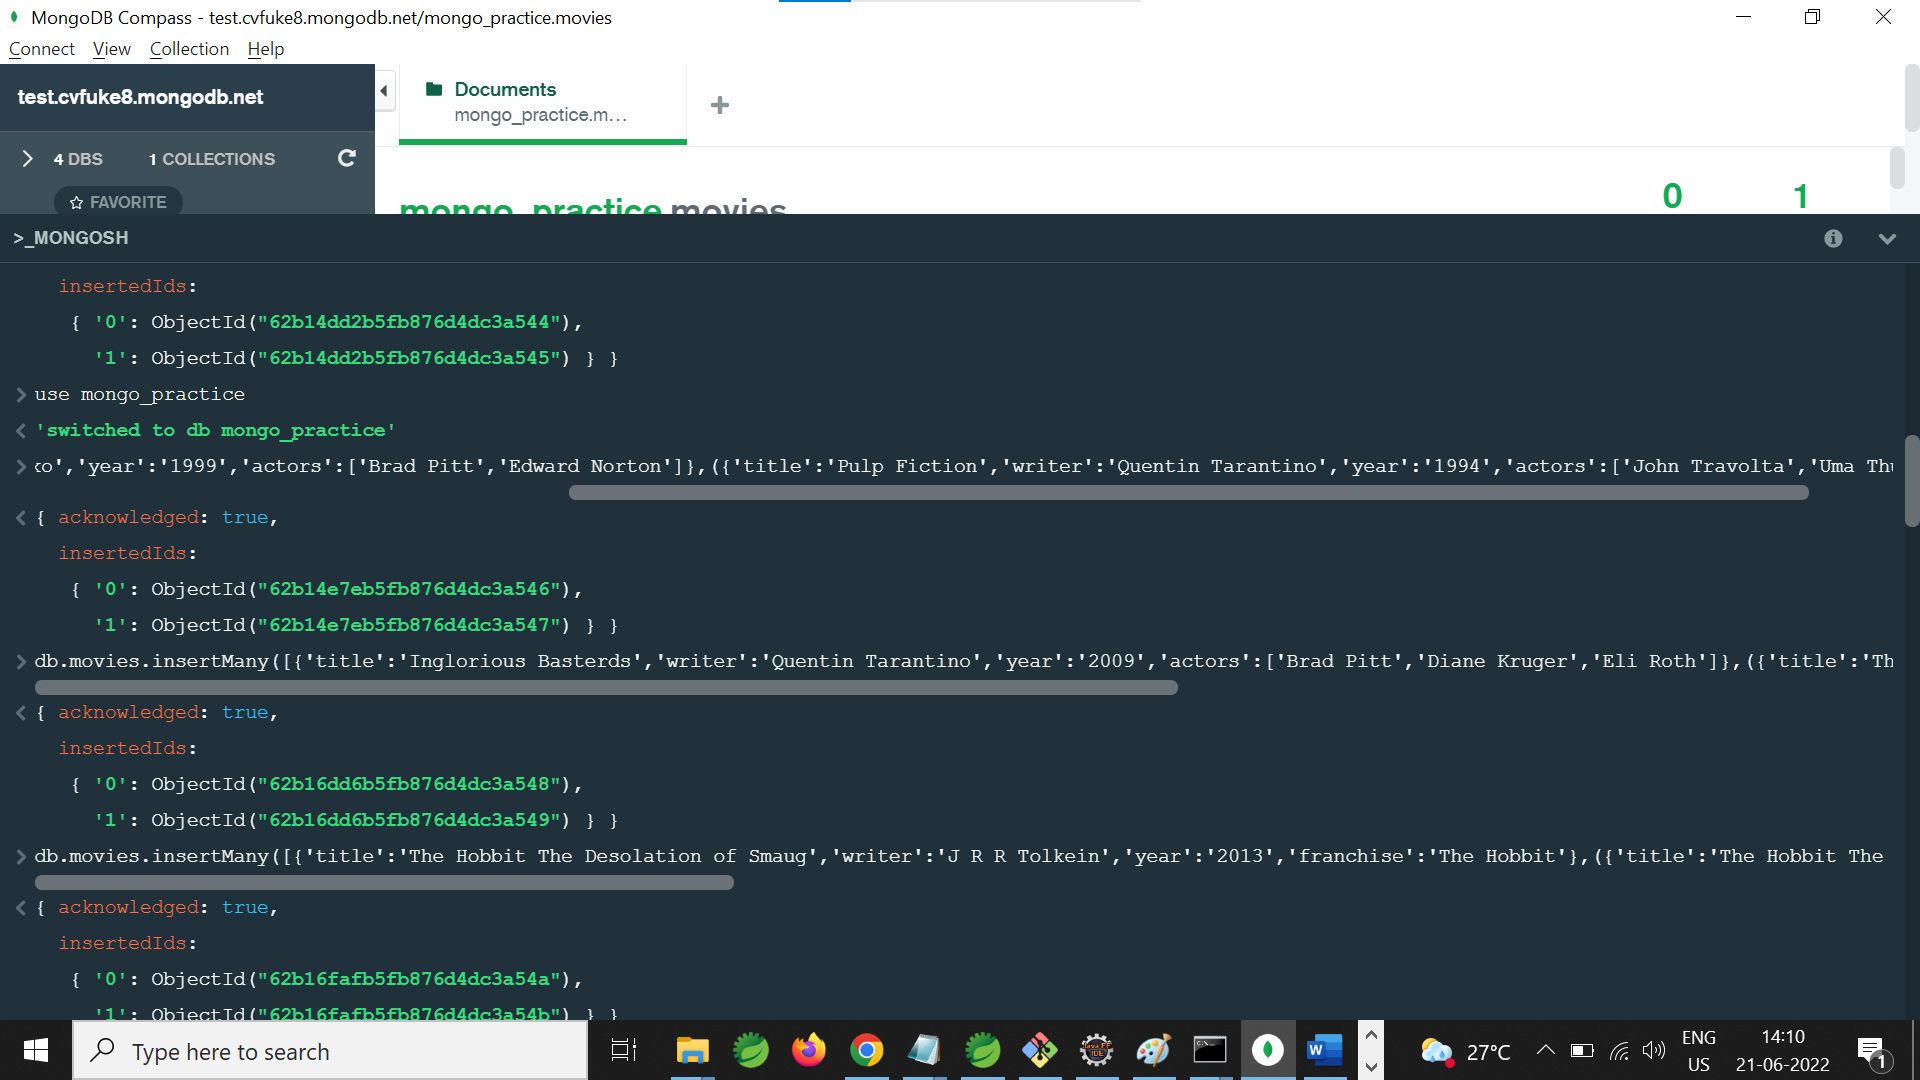 MongoDB Compass - test.cvfuke8.mongodb.net/mongo_practice.movies
Connect View Collection Help
test.cvfuke8.mongodb.net
Documents
mongo_practice.m...
4 DBS 1 COLLECTIONS
FAVORITE
mongo_practice.movies
0 1
>_MONGOSH
insertedIds:
{ '0': ObjectId("62b14dd2b5fb876d4dc3a544"),
'1': ObjectId("62b14dd2b5fb876d4dc3a545") } }
use mongo_practice
'switched to db mongo_practice'
ko','year':'1999','actors':['Brad Pitt','Edward Norton']},({'title':'Pulp Fiction','writer':'Quentin Tarantino','year':'1994','actors':['John Travolta','Uma Thu
{ acknowledged: true,
insertedIds:
{ '0': ObjectId("62b14e7eb5fb876d4dc3a546"),
'1': ObjectId("62b14e7eb5fb876d4dc3a547") } }
db.movies.insertMany([{'title':'Inglorious Basterds','writer':'Quentin Tarantino','year':'2009','actors':['Brad Pitt','Diane Kruger','Eli Roth']},({'title':'Th
{ acknowledged: true,
insertedIds:
{ '0': ObjectId("62b16dd6b5fb876d4dc3a548"),
'1': ObjectId("62b16dd6b5fb876d4dc3a549") } }
db.movies.insertMany([{'title':'The Hobbit The Desolation of Smaug','writer':'J R R Tolkein','year':'2013','franchise':'The Hobbit'},({'title':'The Hobbit The
{ acknowledged: true,
insertedIds:
{ '0': ObjectId("62b16fafb5fb876d4dc3a54a"),
'1': ObjectId("62b16fafb5fb876d4dc3a54b") } }
Type here to search
27°C
ENG
US
14:10
21-06-2022
1